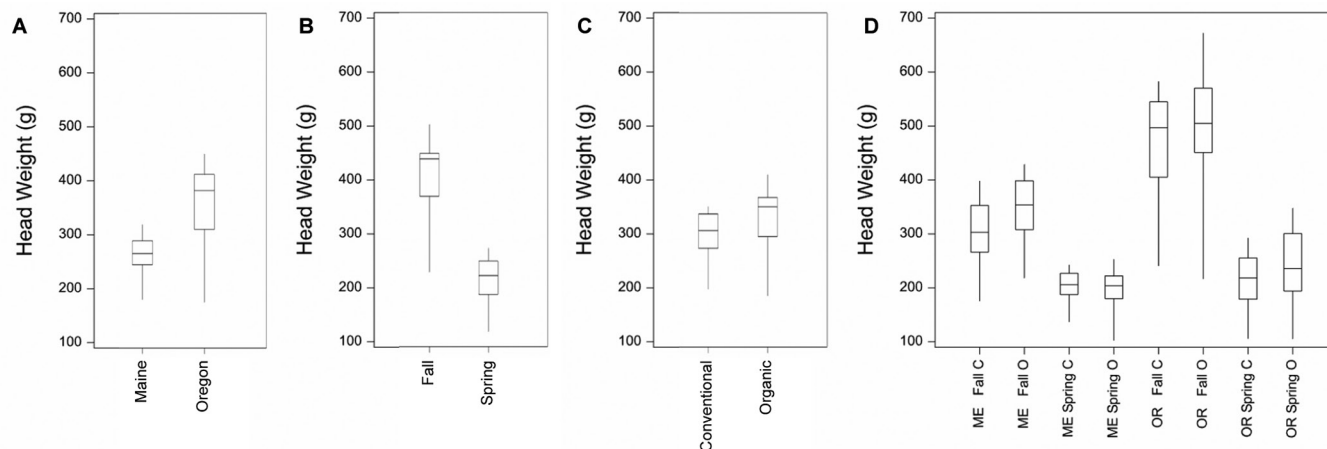 A
Head Weight (g)
700
600
500
400
300
200
100
Maine
Oregon
B
Head Weight (g)
700
600
500
400
300
200
100
Fall
Spring
C
Head Weight (g)
700
600
500
400
300
200
100
Conventional
Organic
D
Head Weight (g)
700
600
500
400
300
200
100
ME Fall C
ME Fall O
ME Spring C
ME Spring O
OR Fall C
OR Fall O
OR Spring C
OR Spring O